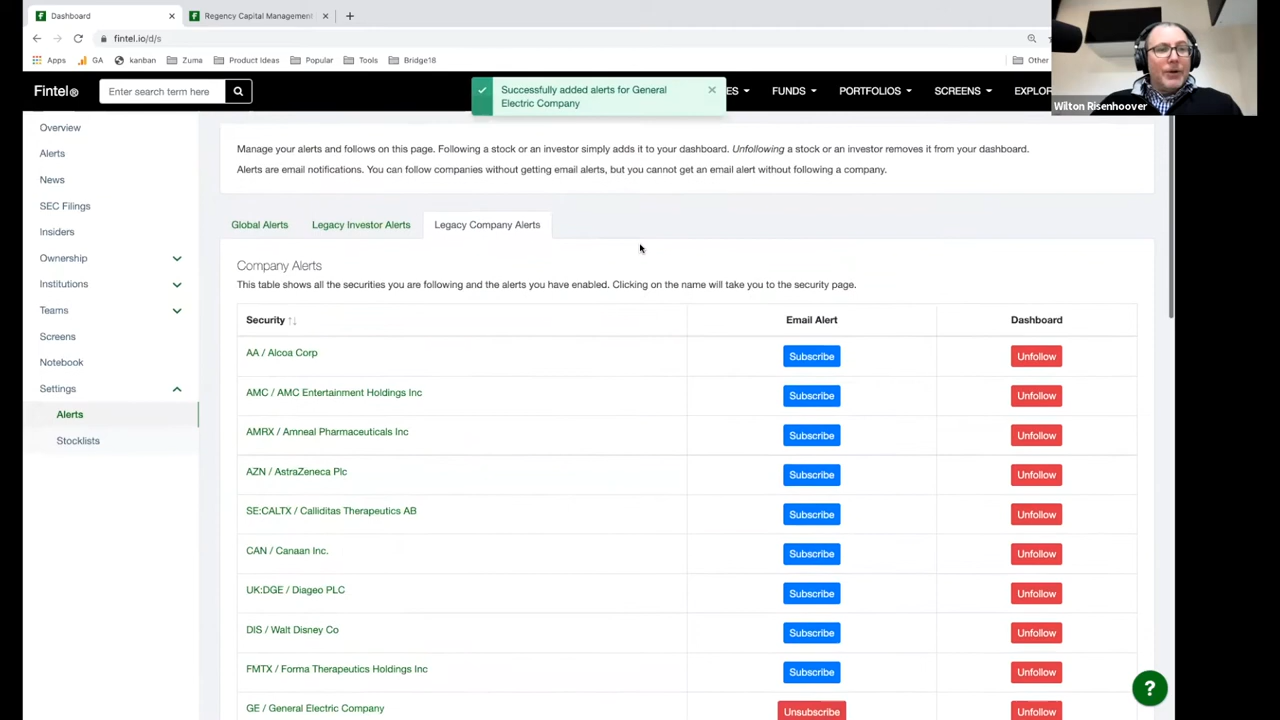 Dashboard
Regency Capital Management
fintel.io/d/s
Apps
GA
kanban
Zuma
Product Ideas
Popular
Tools
Bridge18
Other
Fintel
Enter search term here
Successfully added alerts for General
Electric Company
ES
FUNDS
PORTFOLIOS
SCREENS
EXPLOR
Wilton Risenhoover
Overview
Alerts
News
SEC Filings
Insiders
Ownership
Institutions
Teams
Screens
Notebook
Settings
Alerts
Stocklists
Manage your alerts and follows on this page. Following a stock or an investor simply adds it to your dashboard. Unfollowing a stock or an investor removes it from your dashboard.
Alerts are email notifications. You can follow companies without getting email alerts, but you cannot get an email alert without following a company.
Global Alerts
Legacy Investor Alerts
Legacy Company Alerts
Company Alerts
This table shows all the securities you are following and the alerts you have enabled. Clicking on the name will take you to the security page.
Security Email Alert Dashboard
AA / Alcoa Corp Subscribe Unfollow
AMC / AMC Entertainment Holdings Inc Subscribe Unfollow
AMRX / Amneal Pharmaceuticals Inc Subscribe Unfollow
AZN / AstraZeneca Plc Subscribe Unfollow
SE:CALTX / Calliditas Therapeutics AB Subscribe Unfollow
CAN / Canaan Inc. Subscribe Unfollow
UK:DGE / Diageo PLC Subscribe Unfollow
DIS / Walt Disney Co Subscribe Unfollow
FMTX / Forma Therapeutics Holdings Inc Subscribe Unfollow
GE / General Electric Company Unsubscribe Unfollow
?